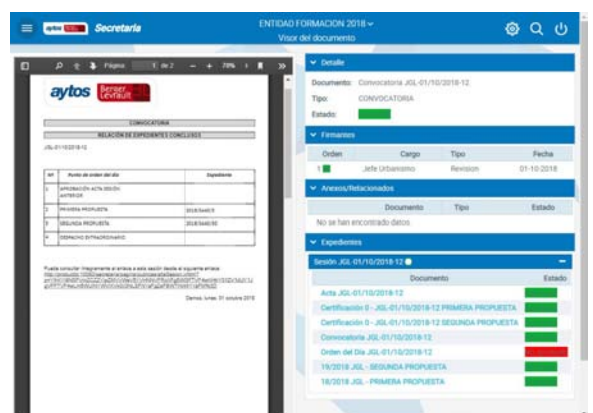 aytos Secretaría
ENTIDAD FORMACION 2018
Visor del documento
Página 1 de 2
78%
aytos Berger Levrault
CONVOCATORIA
RELACIÓN DE EXPEDIENTES CONCLUSOS
JGL-01/10/2018-12
Nº Punto de orden del día Expediente
1 APROBACIÓN ACTA SESIÓN ANTERIOR
2 PRIMERA PROPUESTA
3 SEGUNDA PROPUESTA
4 DESPACHO EXTRAORDINARIO.
Puede consultar íntegramente el enlace a esta sesión desde el siguiente enlace:
Detalle
Documento: Convocatoria JGL-01/10/2018-12
Tipo: CONVOCATORIA
Estado:
Firmantes
Orden Cargo Tipo Fecha
1 Jefe Urbanismo Revision 01-10-2018
Anexos/Relacionados
Documento Tipo Estado
No se han encontrado datos
Expedientes
Sesión JGL-01/10/2018-12
Documento Estado
Acta JGL-01/10/2018-12
Certificación 0 - JGL-01/10/2018-12 PRIMERA PROPUESTA
Certificación 0 - JGL-01/10/2018-12 SEGUNDA PROPUESTA
Convocatoria JGL-01/10/2018-12
Orden del Día JGL-01/10/2018-12
19/2018 JGL - SEGUNDA PROPUESTA
18/2018 JGL - PRIMERA PROPUESTA